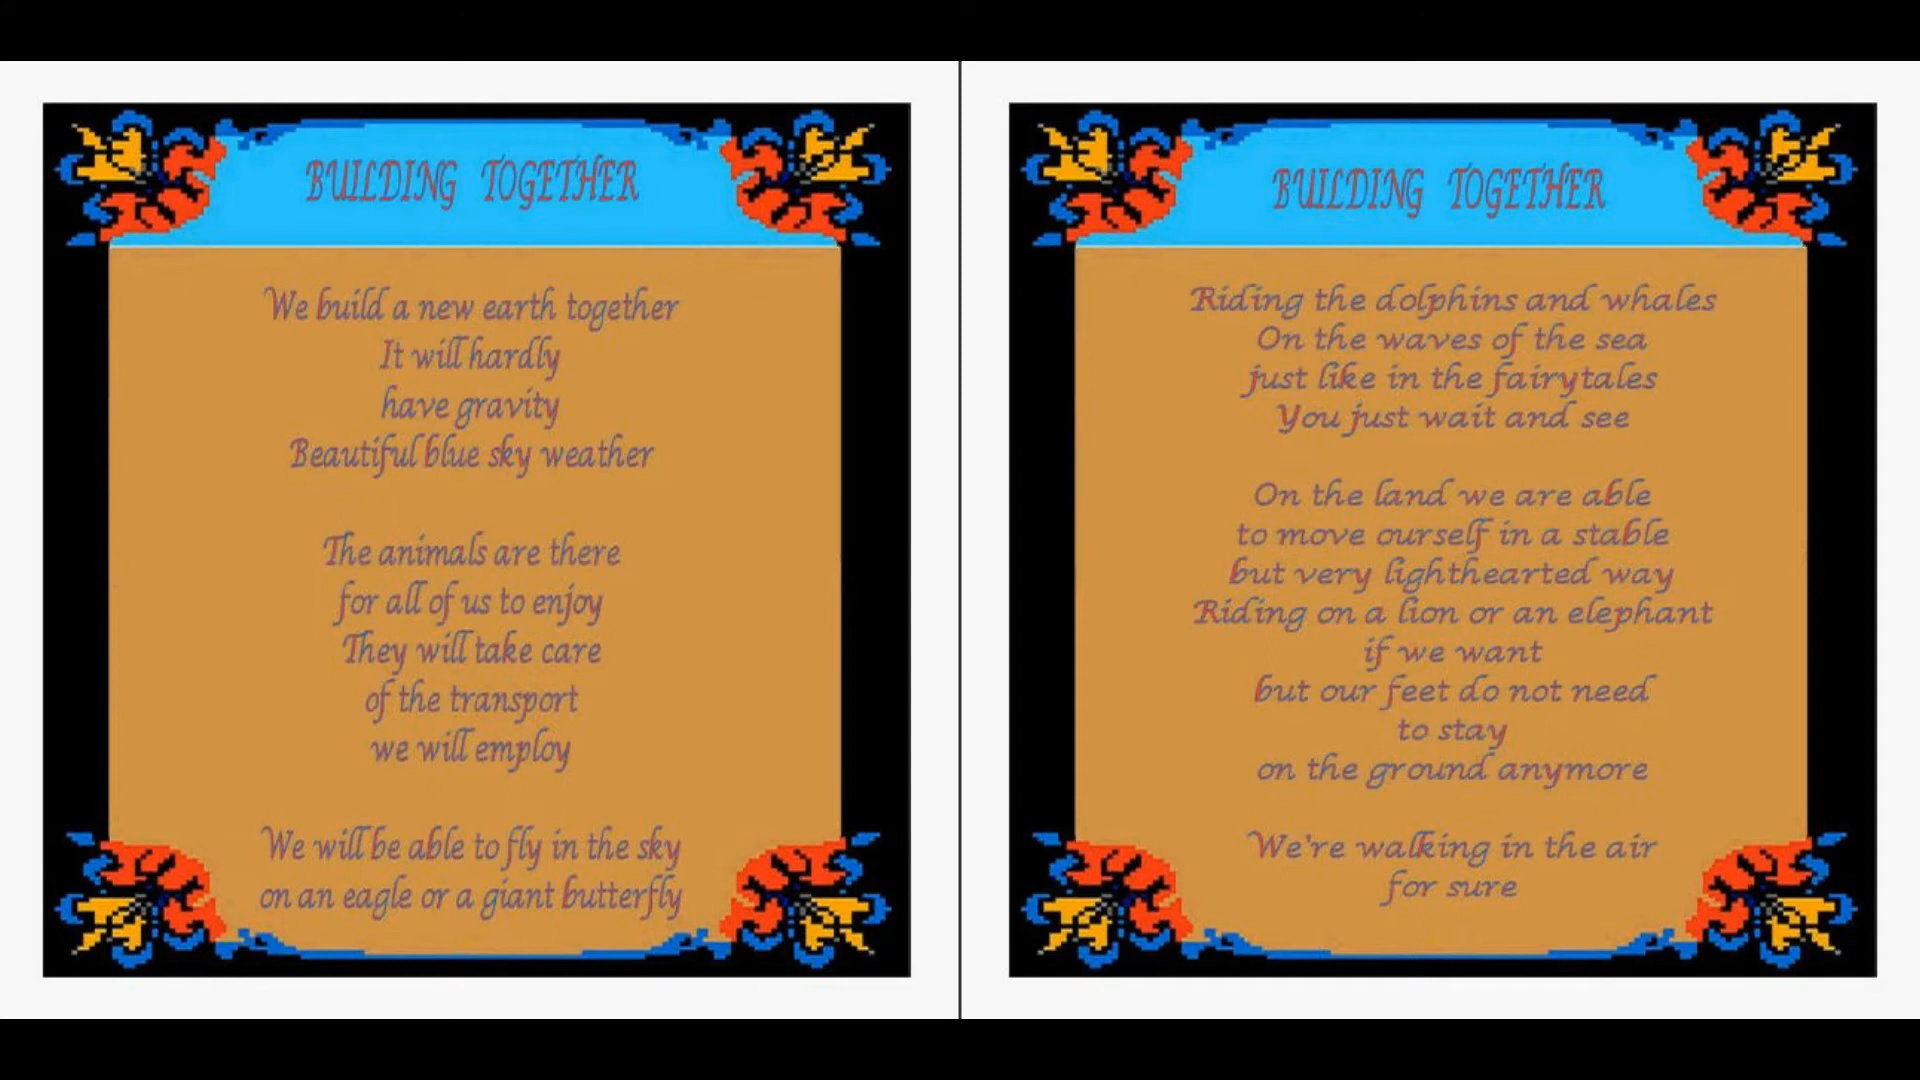 BUILDING TOGETHER
We build a new earth together
It will hardly
have gravity
Beautiful blue sky weather
The animals are there
for all of us to enjoy
They will take care
of the transport
we will employ
We will be able to fly in the sky
on an eagle or a giant butterfly
BUILDING TOGETHER
Riding the dolphins and whales
On the waves of the sea
just like in the fairytales
You just wait and see
On the land we are able
to move ourself in a stable
but very lighthearted way
Riding on a lion or an elephant
if we want
but our feet do not need
to stay
on the ground anymore
We're walking in the air
for sure